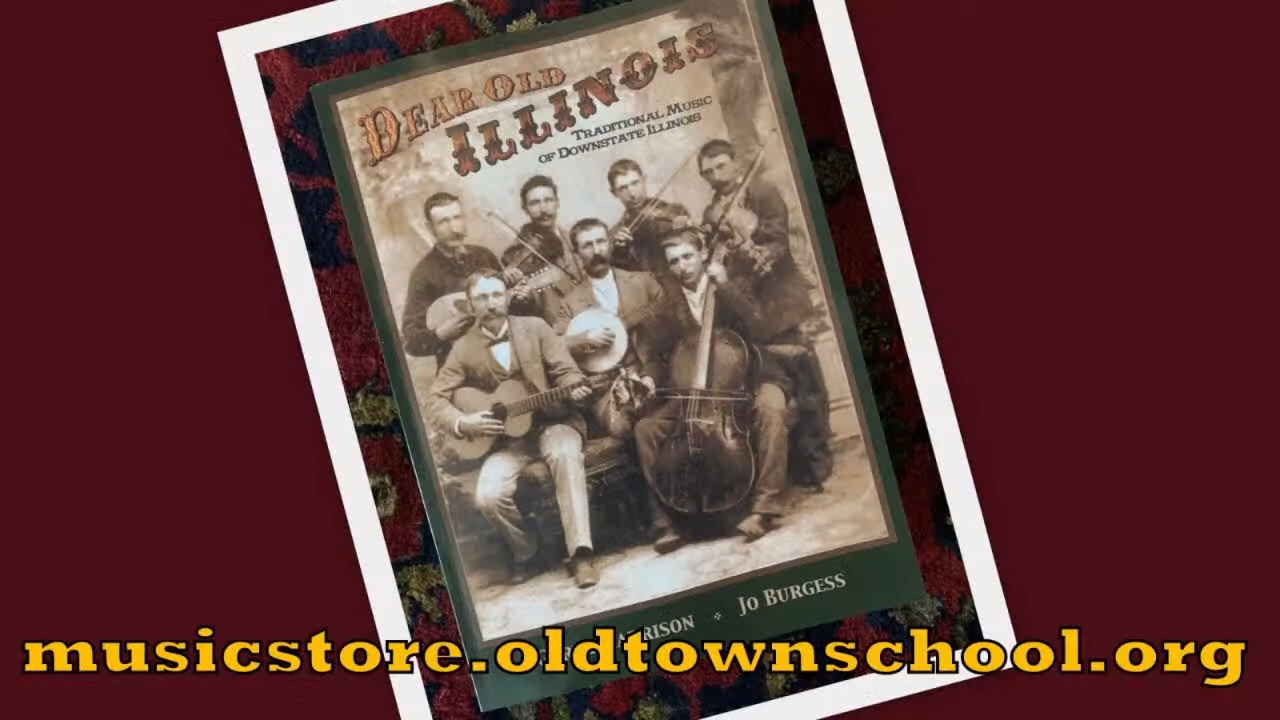 DEAR OLD
ILLINOIS
TRADITIONAL MUSIC
OF DOWNSTATE ILLINOIS
JO BURGESS
musicstore.oldtownschool.org